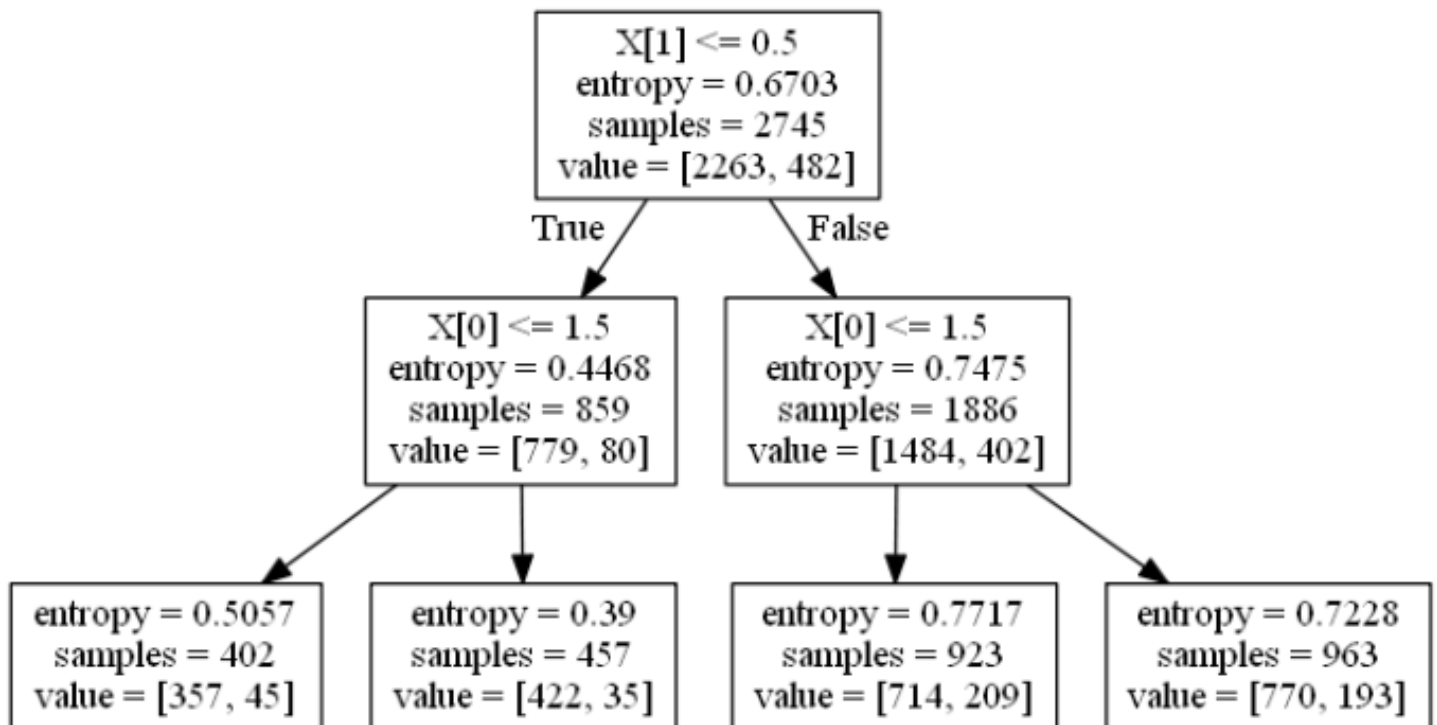 X[1] <= 0.5
entropy = 0.6703
samples = 2745
value = [2263, 482]
True
False
X[0] <= 1.5
entropy = 0.4468
samples = 859
value = [779, 80]
X[0] <= 1.5
entropy = 0.7475
samples = 1886
value = [1484, 402]
entropy = 0.5057
samples = 402
value = [357, 45]
entropy = 0.39
samples = 457
value = [422, 35]
entropy = 0.7717
samples = 923
value = [714, 209]
entropy = 0.7228
samples = 963
value = [770, 193]